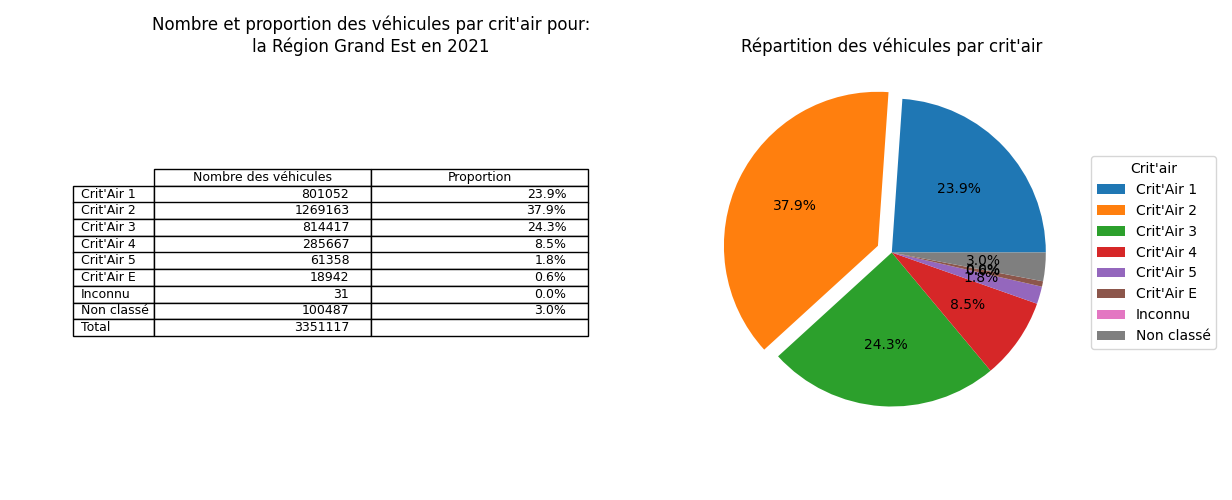 Nombre et proportion des véhicules par crit'air pour:
la Région Grand Est en 2021
Nombre des véhicules Proportion
Crit'Air 1 801052 23.9%
Crit'Air 2 1269163 37.9%
Crit'Air 3 814417 24.3%
Crit'Air 4 285667 8.5%
Crit'Air 5 61358 1.8%
Crit'Air E 18942 0.6%
Inconnu 31 0.0%
Non classé 100487 3.0%
Total 3351117
Répartition des véhicules par crit'air
23.9%
37.9%
24.3%
8.5%
1.8%
3.0%
Crit'air
Crit'Air 1
Crit'Air 2
Crit'Air 3
Crit'Air 4
Crit'Air 5
Crit'Air E
Inconnu
Non classé